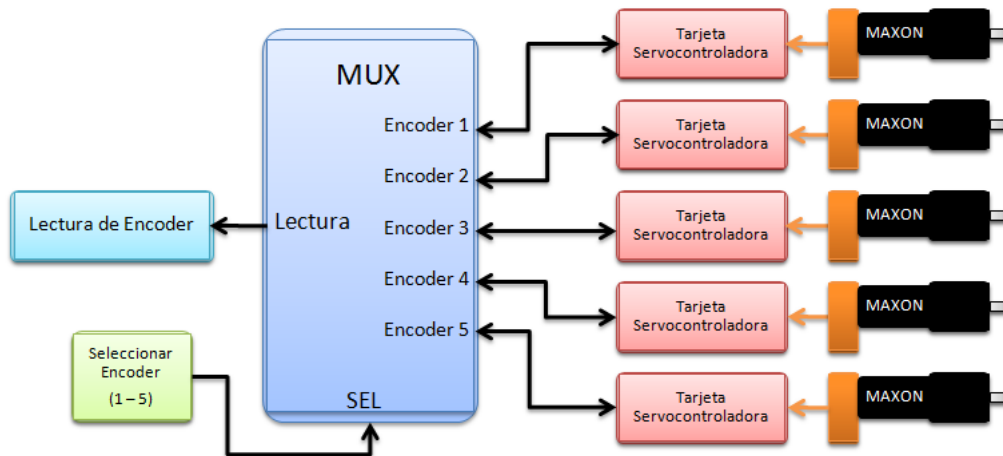 MUX
Encoder 1
Encoder 2
Encoder 3
Encoder 4
Encoder 5
Lectura
SEL
Lectura de Encoder
Seleccionar
Encoder
(1 – 5)
Tarjeta
Servocontroladora
MAXON
Tarjeta
Servocontroladora
MAXON
Tarjeta
Servocontroladora
MAXON
Tarjeta
Servocontroladora
MAXON
Tarjeta
Servocontroladora
MAXON